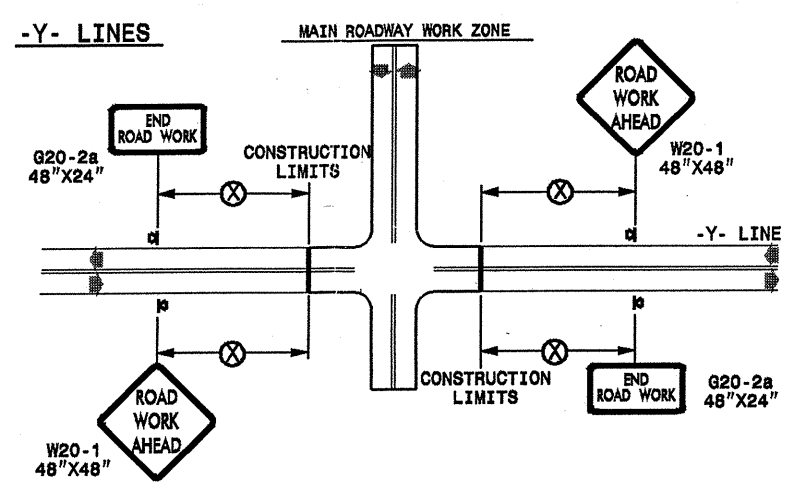 -Y- LINES
MAIN ROADWAY WORK ZONE
END
ROAD WORK
G20-2a
48"X24"
CONSTRUCTION
LIMITS
X
ROAD
WORK
AHEAD
W20-1
48"X48"
X
-Y- LINE
X
ROAD
WORK
AHEAD
W20-1
48"X48"
CONSTRUCTION
LIMITS
X
END
ROAD WORK
G20-2a
48"X24"